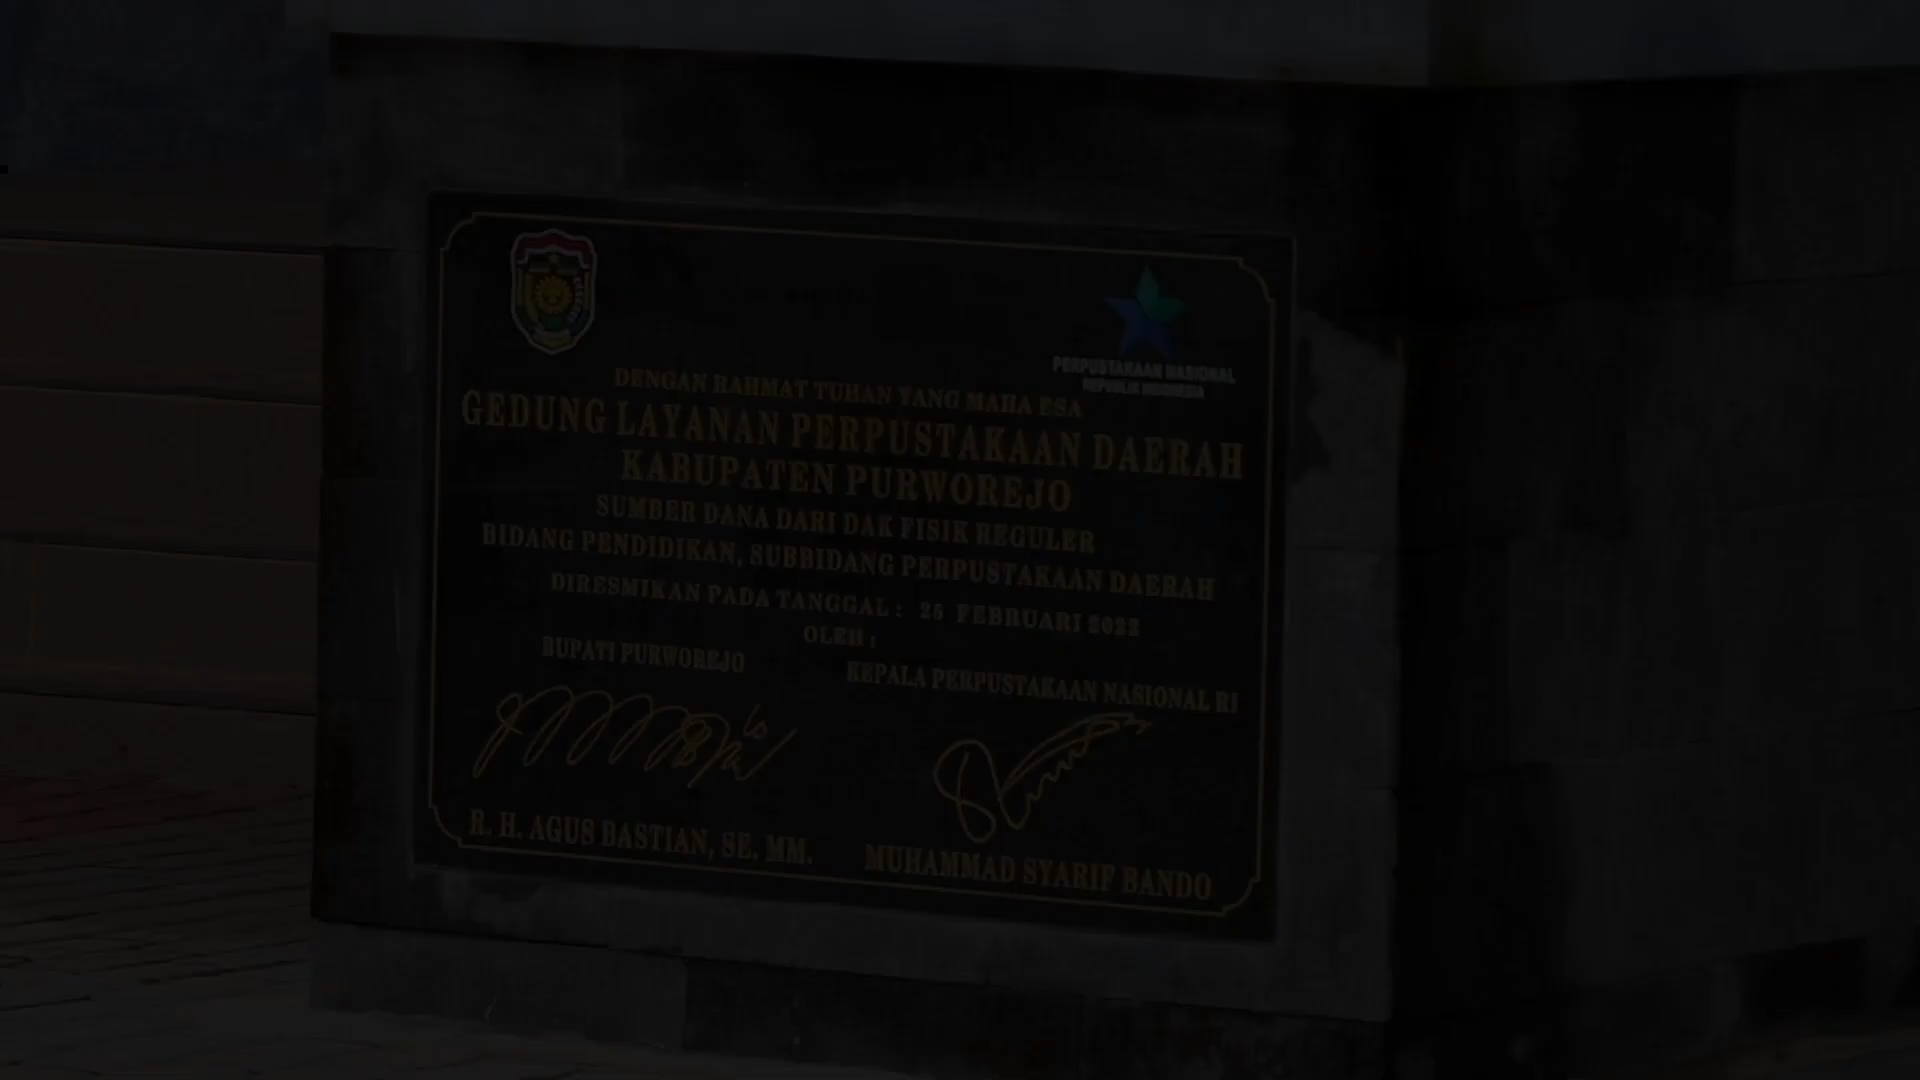 PERPUSTAKAAN NASIONAL
REPUBLIK INDONESIA
DENGAN RAHMAT TUHAN YANG MAHA ESA
GEDUNG LAYANAN PERPUSTAKAAN DAERAH
KABUPATEN PURWOREJO
SUMBER DANA DARI DAK FISIK REGULER
BIDANG PENDIDIKAN, SUBBIDANG PERPUSTAKAAN DAERAH
DIRESMIKAN PADA TANGGAL : 25 FEBRUARI 2022
OLEH :
BUPATI PURWOREJO
KEPALA PERPUSTAKAAN NASIONAL RI
R. H. AGUS BASTIAN, SE. MM.
MUHAMMAD SYARIF BANDO